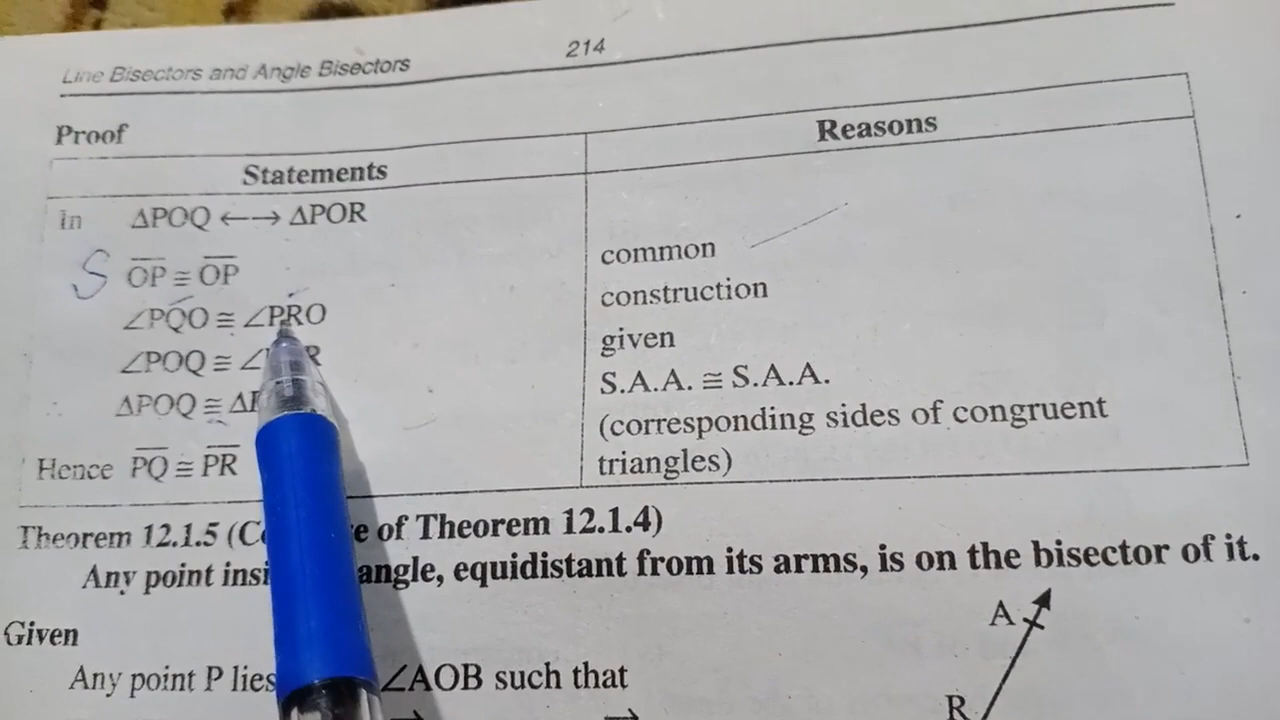 Line Bisectors and Angle Bisectors
214
Proof
Statements
Reasons
In ΔPOQ ←→ ΔPOR
S OP ≅ OP
common
∠PQO ≅ ∠PRO
construction
∠POQ ≅ ∠ R
given
∴ ΔPOQ ≅ Δ
S.A.A. ≅ S.A.A.
Hence PQ ≅ PR
(corresponding sides of congruent
triangles)
Theorem 12.1.5 (C e of Theorem 12.1.4)
Any point insi angle, equidistant from its arms, is on the bisector of it.
Given
Any point P lies ∠AOB such that
A
R